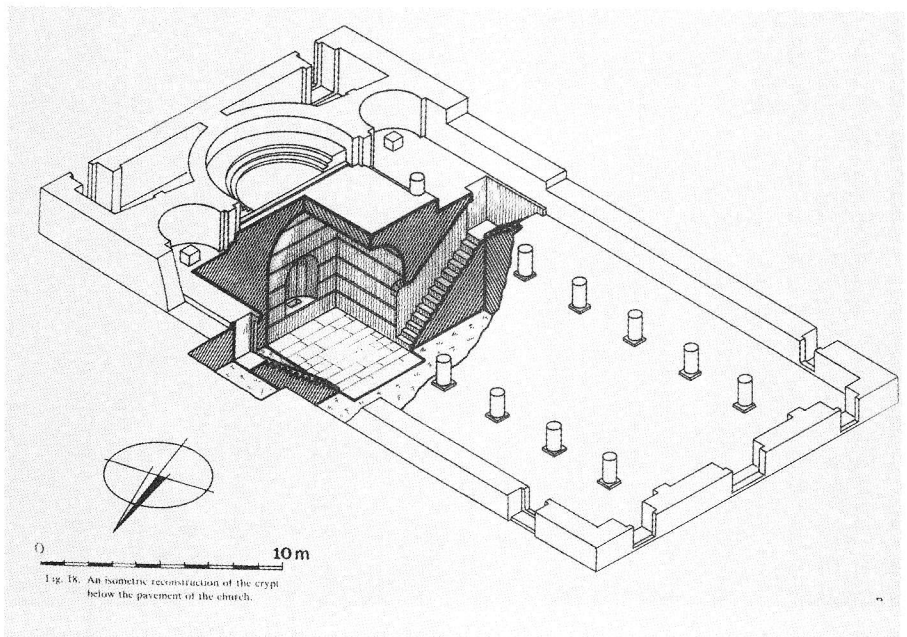 0
10 m
Fig. 18. An isometric reconstruction of the crypt
below the pavement of the church.